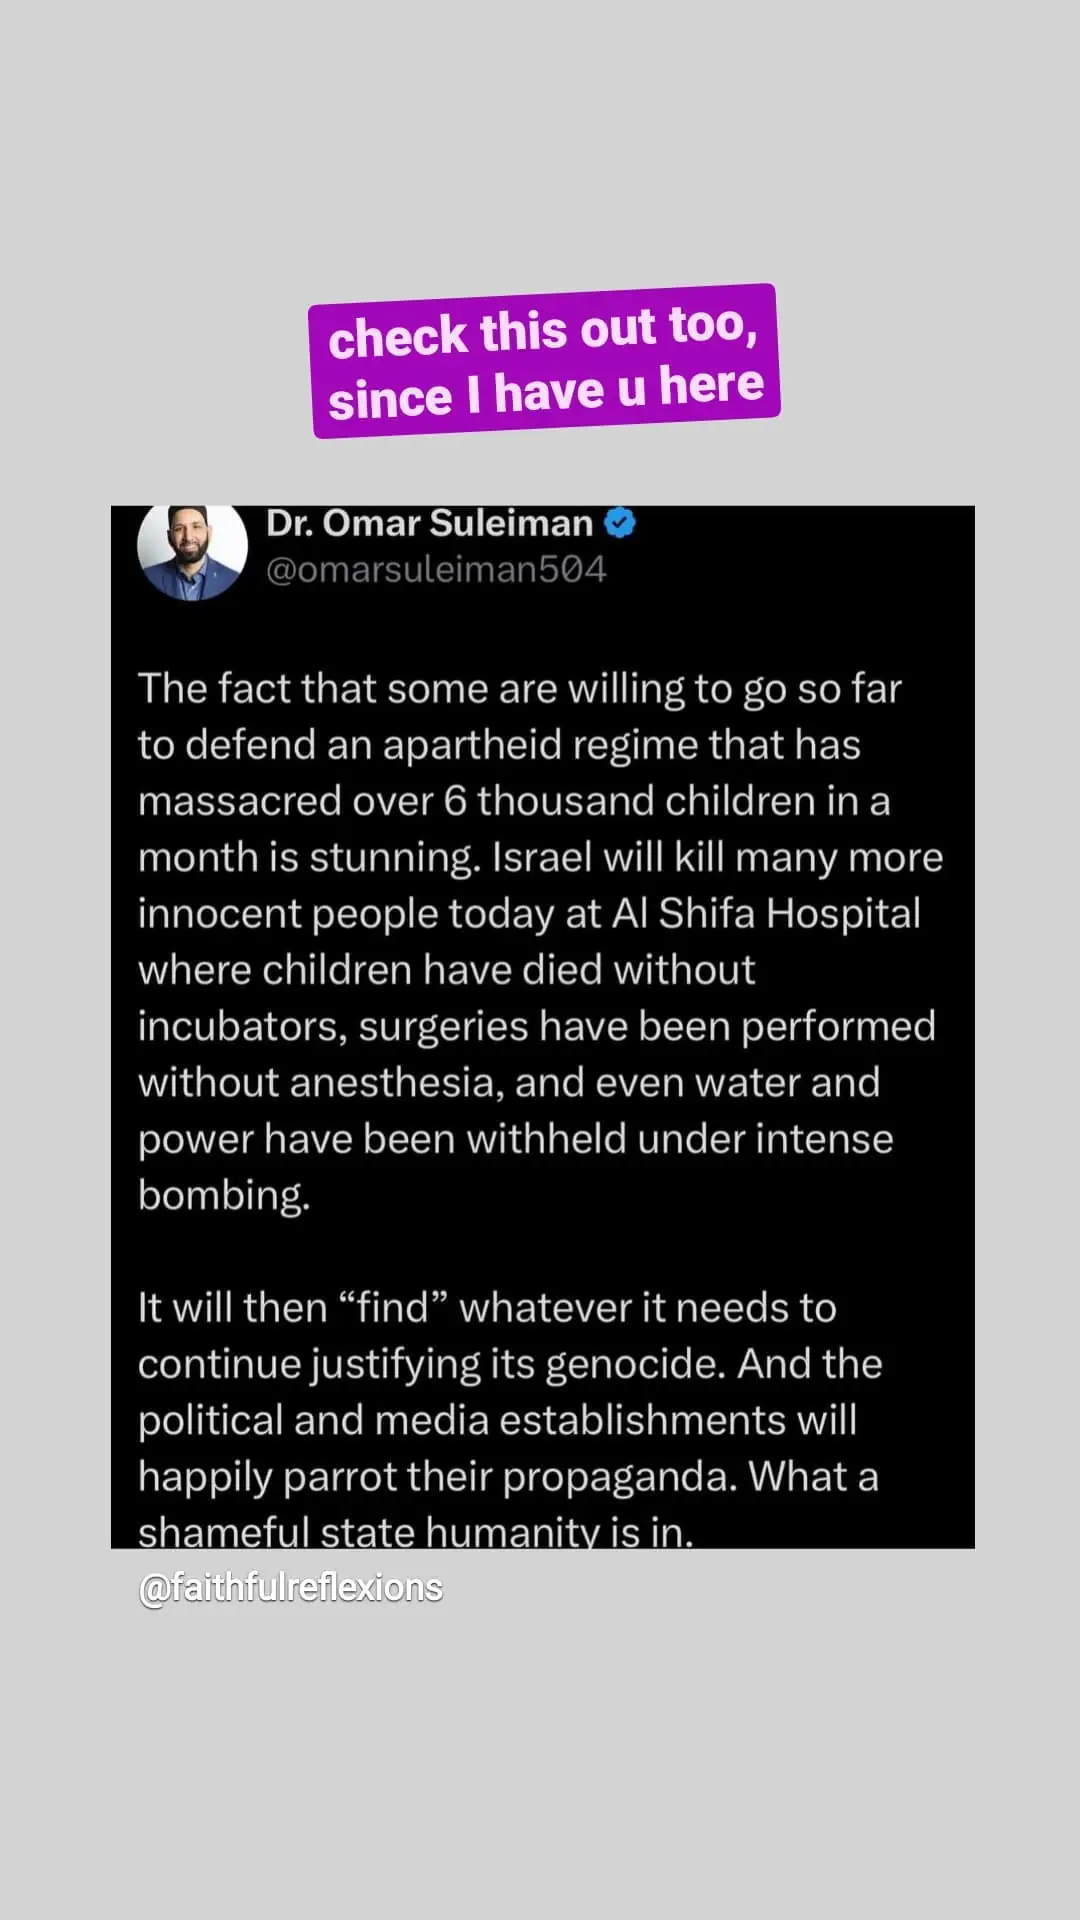 check this out too,
since I have u here
Dr. Omar Suleiman
@omarsuleiman504
The fact that some are willing to go so far
to defend an apartheid regime that has
massacred over 6 thousand children in a
month is stunning. Israel will kill many more
innocent people today at Al Shifa Hospital
where children have died without
incubators, surgeries have been performed
without anesthesia, and even water and
power have been withheld under intense
bombing.
It will then “find” whatever it needs to
continue justifying its genocide. And the
political and media establishments will
happily parrot their propaganda. What a
shameful state humanity is in.
@faithfulreflexions